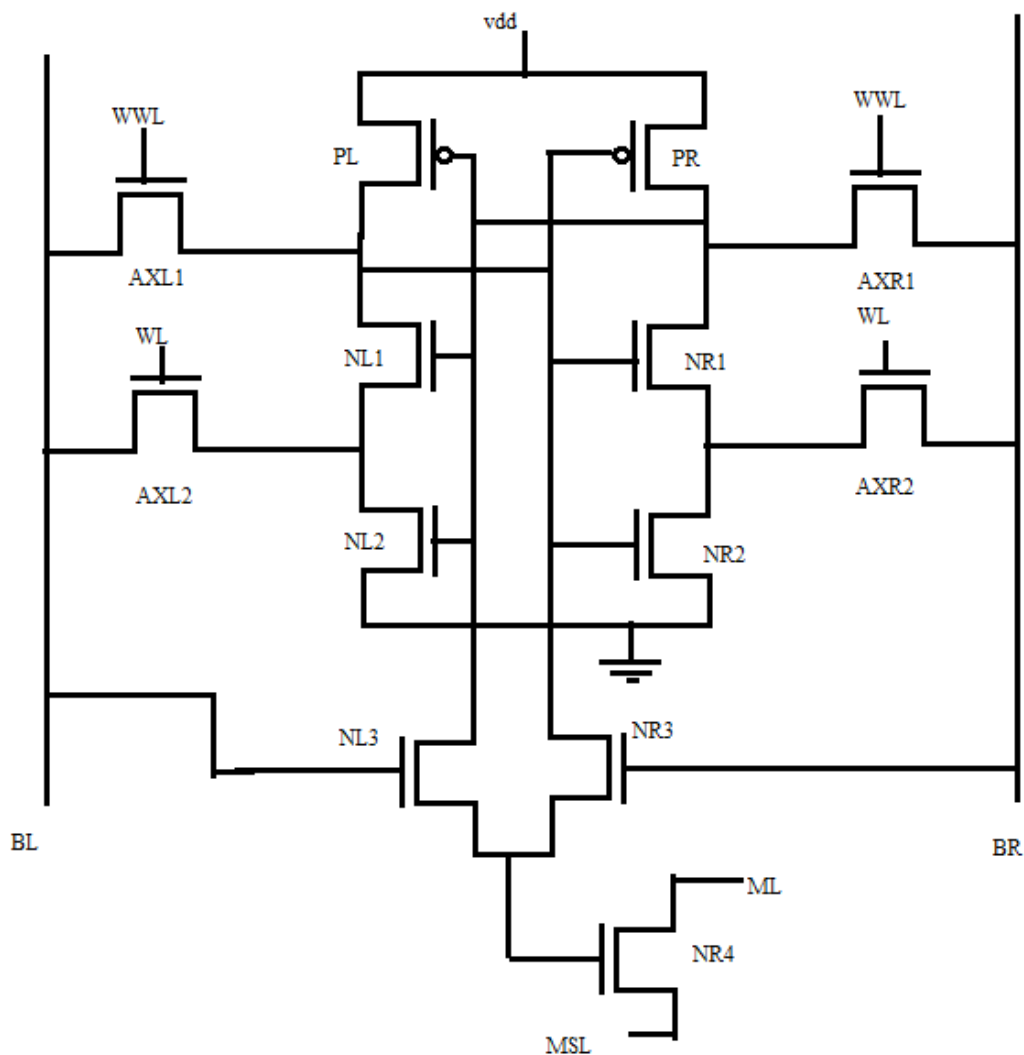 vdd
WWL
WWL
PL
PR
AXL1
AXR1
WL
WL
NL1
NR1
AXL2
AXR2
NL2
NR2
NL3
NR3
BL
BR
ML
NR4
MSL